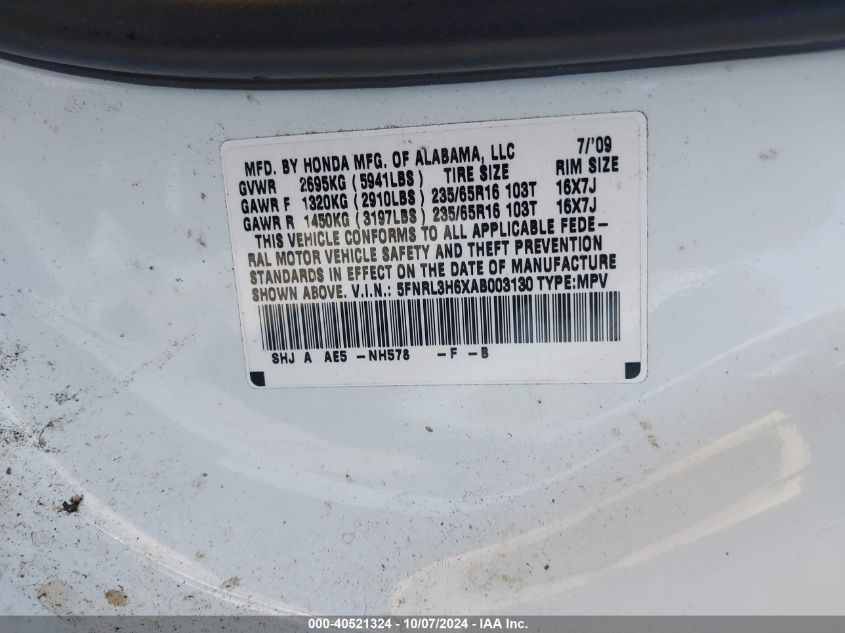 MFD. BY HONDA MFG. OF ALABAMA, LLC 7/'09
GVWR 2695KG (5941LBS) TIRE SIZE RIM SIZE
GAWR F 1320KG (2910LBS) 235/65R16 103T 16X7J
GAWR R 1450KG (3197LBS) 235/65R16 103T 16X7J
THIS VEHICLE CONFORMS TO ALL APPLICABLE FEDE-
RAL MOTOR VEHICLE SAFETY AND THEFT PREVENTION
STANDARDS IN EFFECT ON THE DATE OF MANUFACTURE
SHOWN ABOVE. V.I.N.: 5FNRL3H6XAB003130 TYPE:MPV
SHJ A AE5 -NH578 -F -B
000-40521324 - 10/07/2024 - IMPACT Auto Auctions Inc.